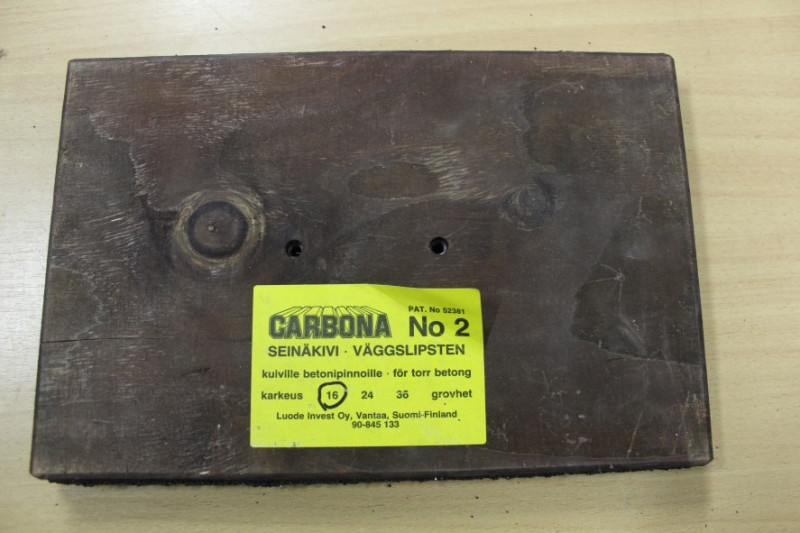 PAT. No 52381
CARBONA No 2
SEINÄKIVI · VÄGGSLIPSTEN
kuiville betonipinnoille · för torr betong
karkeus 16 24 36 grovhet
Luode Invest Oy, Vantaa, Suomi-Finland
90-845 133